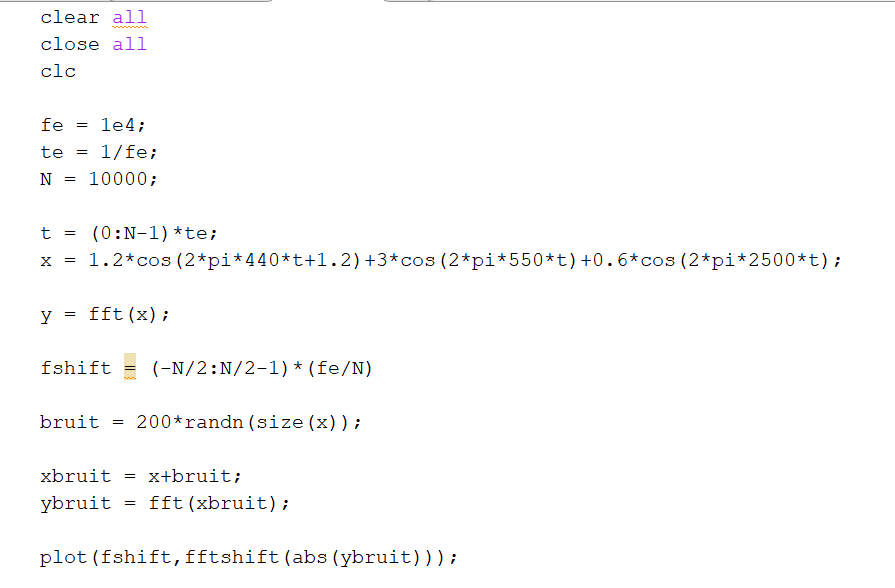 clear all
close all
clc
fe = 1e4;
te = 1/fe;
N = 10000;
t = (0:N-1)*te;
x = 1.2*cos(2*pi*440*t+1.2)+3*cos(2*pi*550*t)+0.6*cos(2*pi*2500*t);
y = fft(x);
fshift = (-N/2:N/2-1)*(fe/N)
bruit = 200*randn(size(x));
xbruit = x+bruit;
ybruit = fft(xbruit);
plot(fshift,fftshift(abs(ybruit)));